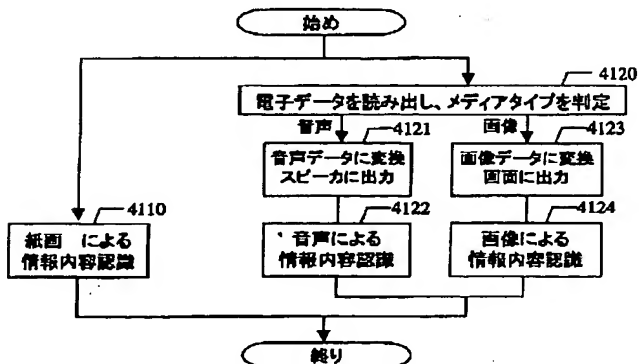 始め
4120
電子データを読み出し、メディアタイプを判定
音声
4121
画像
4123
音声データに変換
スピーカに出力
画像データに変換
画面に出力
4110
4122
4124
紙画 による
情報内容認識
音声による
情報内容認識
画像による
情報内容認識
終り